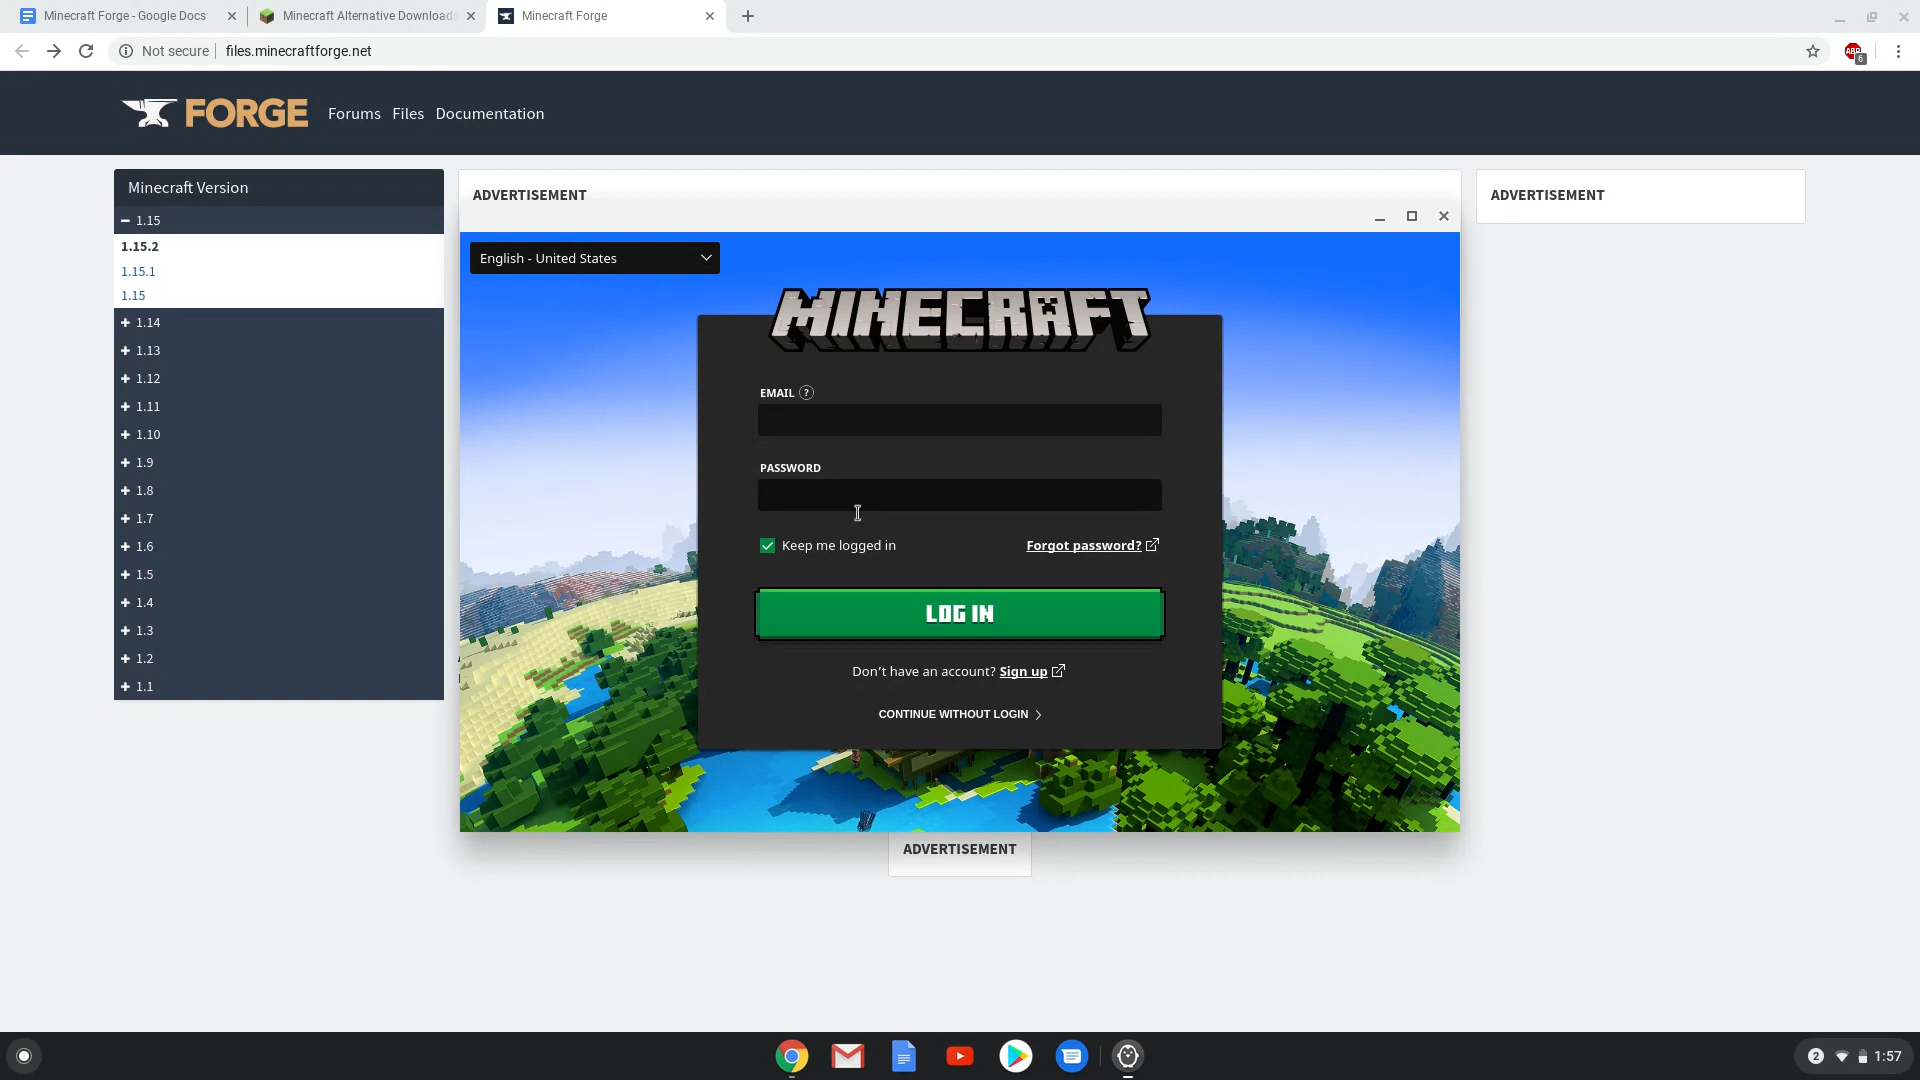 Minecraft Forge - Google Docs
Minecraft Alternative Downloads
Minecraft Forge
Not secure
files.minecraftforge.net
ABP
6
FORGE
Forums
Files
Documentation
Minecraft Version
1.15
1.15.2
1.15.1
1.15
1.14
1.13
1.12
1.11
1.10
1.9
1.8
1.7
1.6
1.5
1.4
1.3
1.2
1.1
ADVERTISEMENT
ADVERTISEMENT
English - United States
MINECRAFT
EMAIL ?
PASSWORD
Keep me logged in
Forgot password?
LOG IN
Don’t have an account? Sign up
CONTINUE WITHOUT LOGIN
ADVERTISEMENT
2
1:57